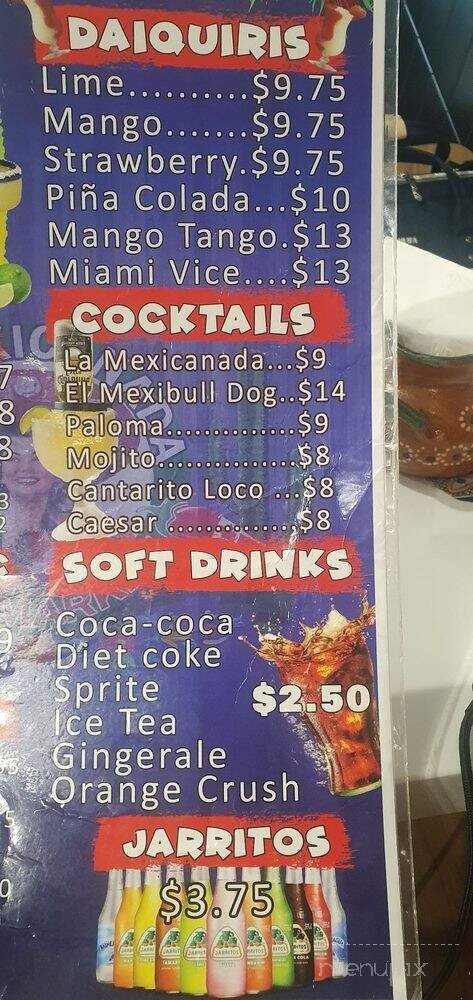 DAIQUIRIS
Lime..........$9.75
Mango.......$9.75
Strawberry.$9.75
Piña Colada...$10
Mango Tango.$13
Miami Vice....$13
COCKTAILS
La Mexicanada...$9
El Mexibull Dog..$14
Paloma..............$9
Mojito................$8
Cantarito Loco ...$8
Caesar ..............$8
SOFT DRINKS
Coca-coca
Diet coke
Sprite
$2.50
Ice Tea
Gingerale
Orange Crush
JARRITOS
$3.75
menupix